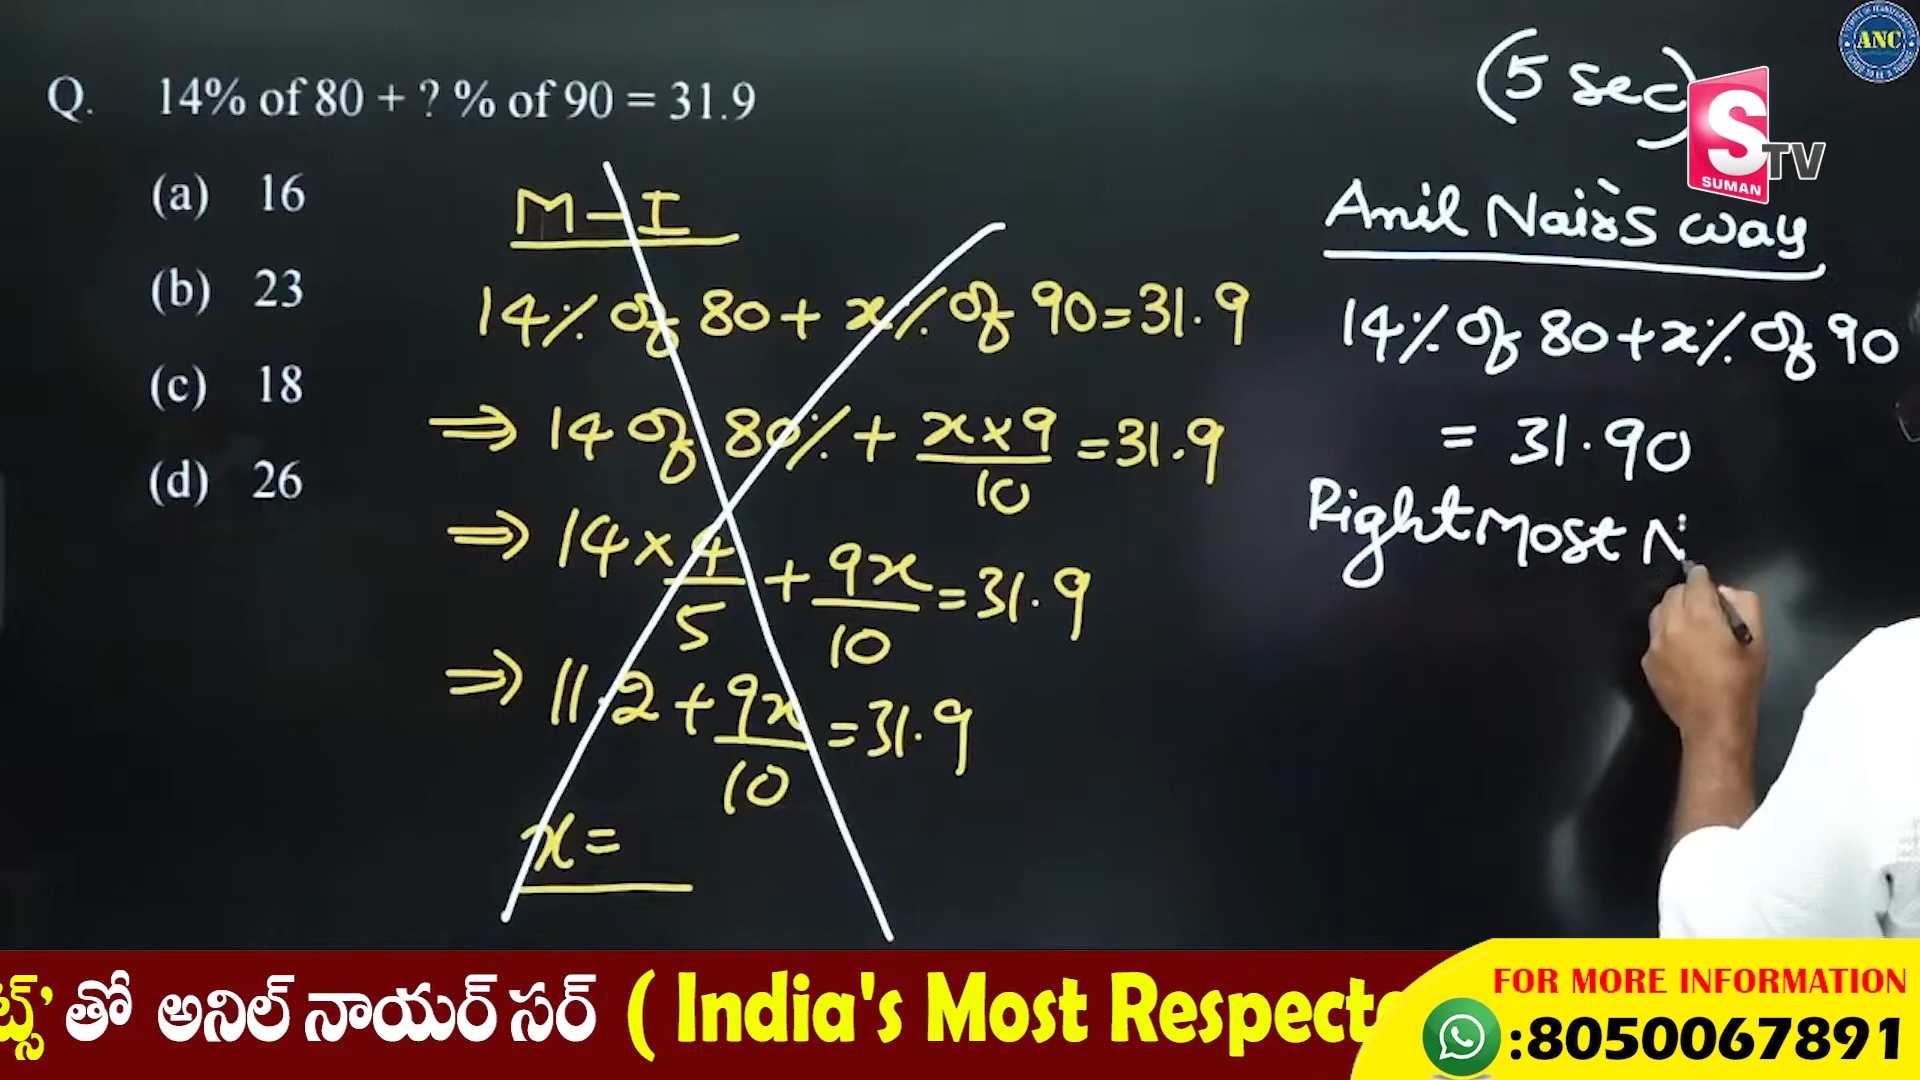 Q. 14% of 80 + ? % of 90 = 31.9
(a) 16
(b) 23
(c) 18
(d) 26
M-I
14% of 80 + x% of 90 = 31.9
⇒ 14 of 80% + x×9/10 = 31.9
⇒ 14 × 4/5 + 9x/10 = 31.9
⇒ 11.2 + 9x/10 = 31.9
x =
(5 sec)
Anil Nair's way
14% of 80 + x% of 90
= 31.90
Right Most N
ANC
S TV
SUMAN
ట్స్' తో అనిల్ నాయర్ సర్ ( India's Most Respecte
FOR MORE INFORMATION
:8050067891